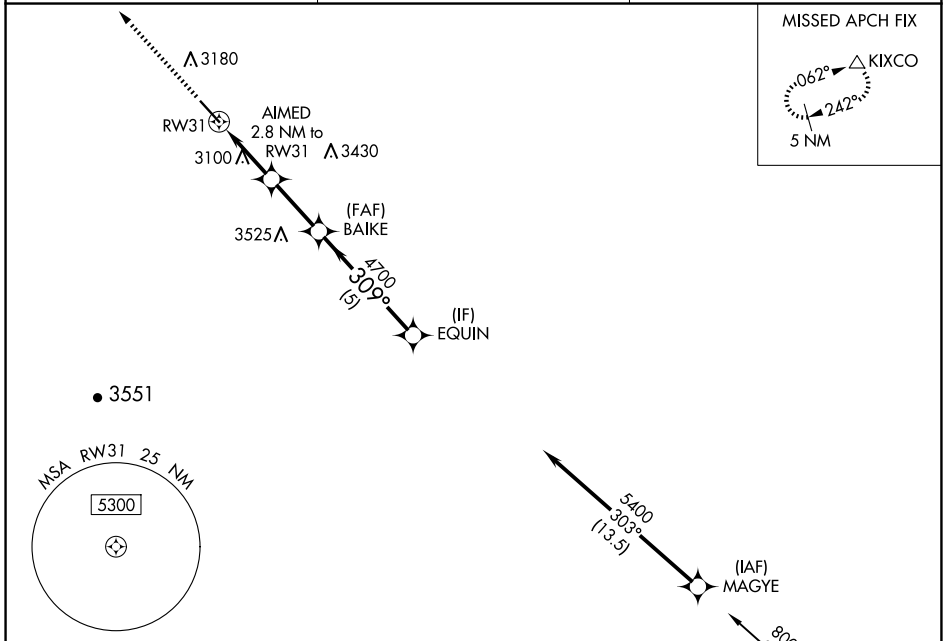 MISSED APCH FIX
KIXCO
062°
242°
5 NM
3180
RW31
AIMED
2.8 NM to
RW31
3100
3430
(FAF)
BAIKE
3525
4700
309°
(5)
(IF)
EQUIN
3551
MSA RW31 25 NM
5300
5400
303°
(13.5)
(IAF)
MAGYE